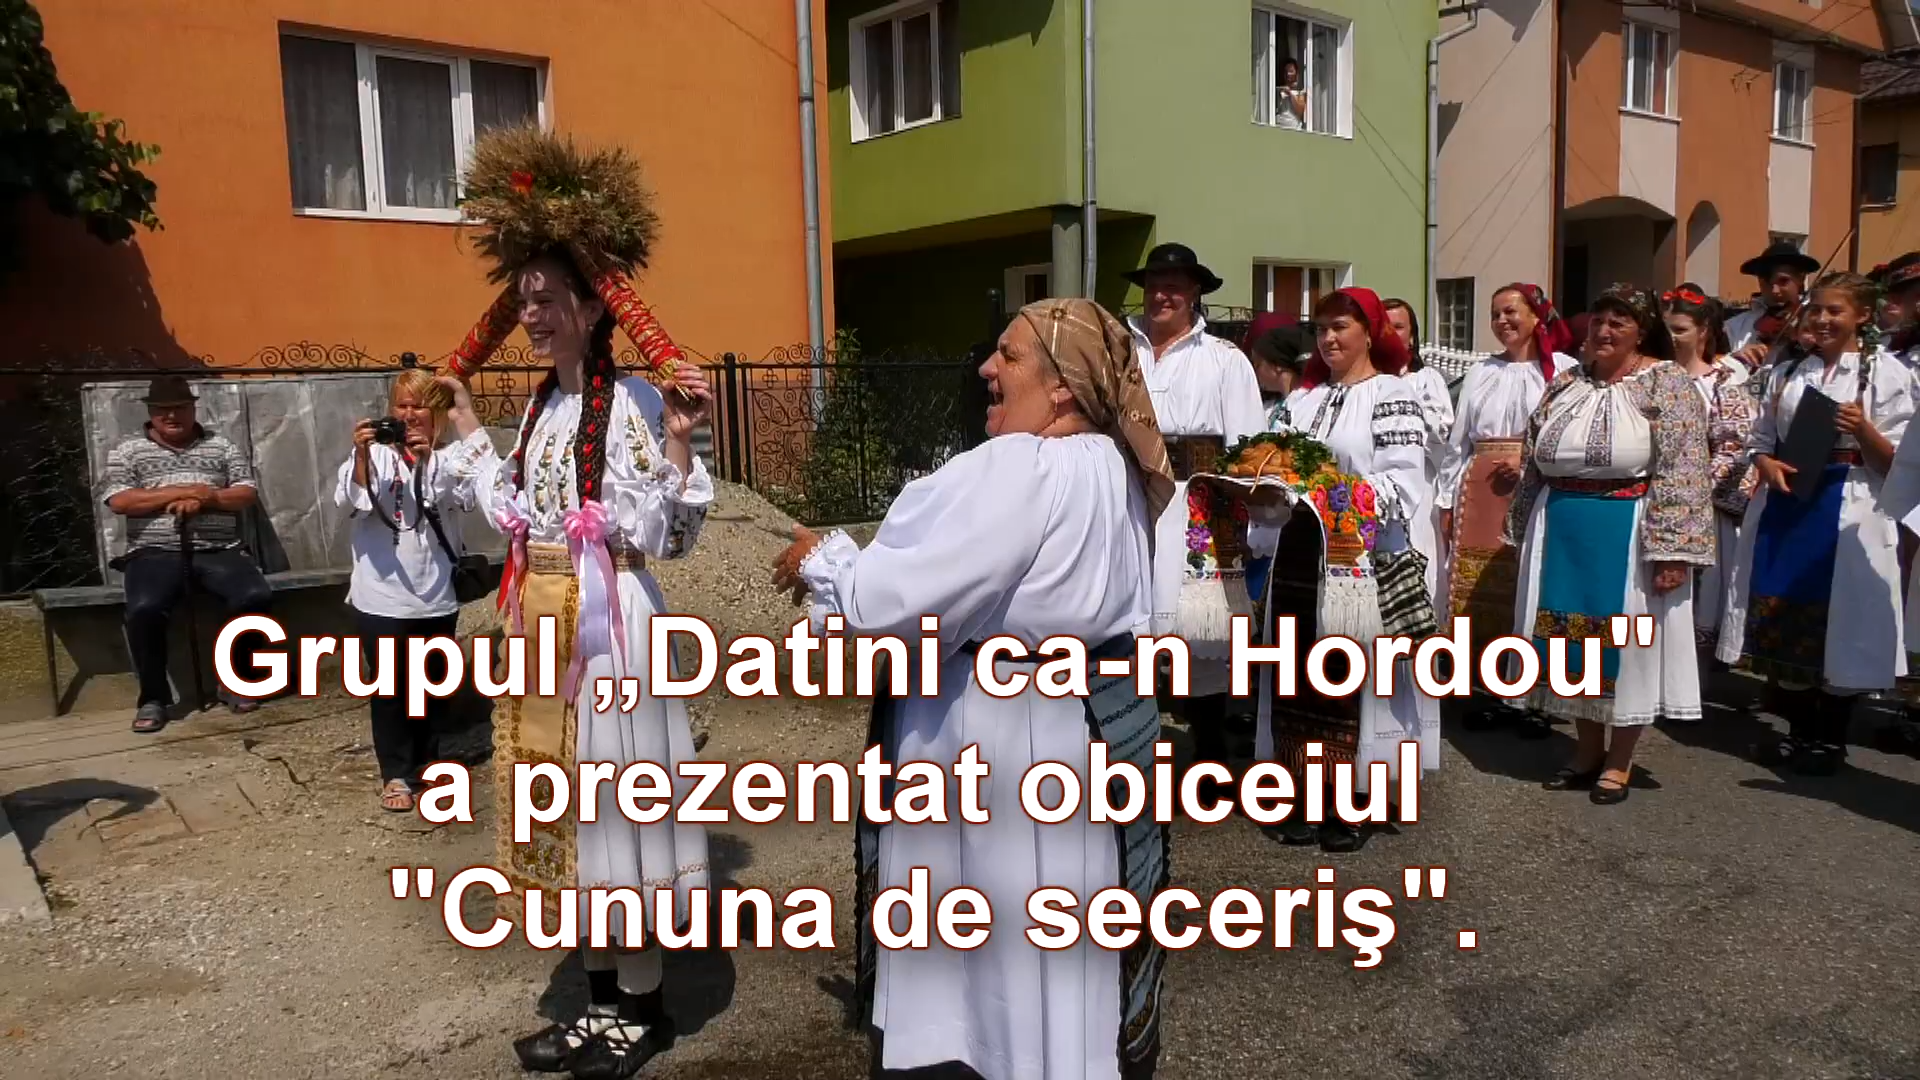 Grupul „Datini ca-n Hordou"
a prezentat obiceiul
"Cununa de seceriş".